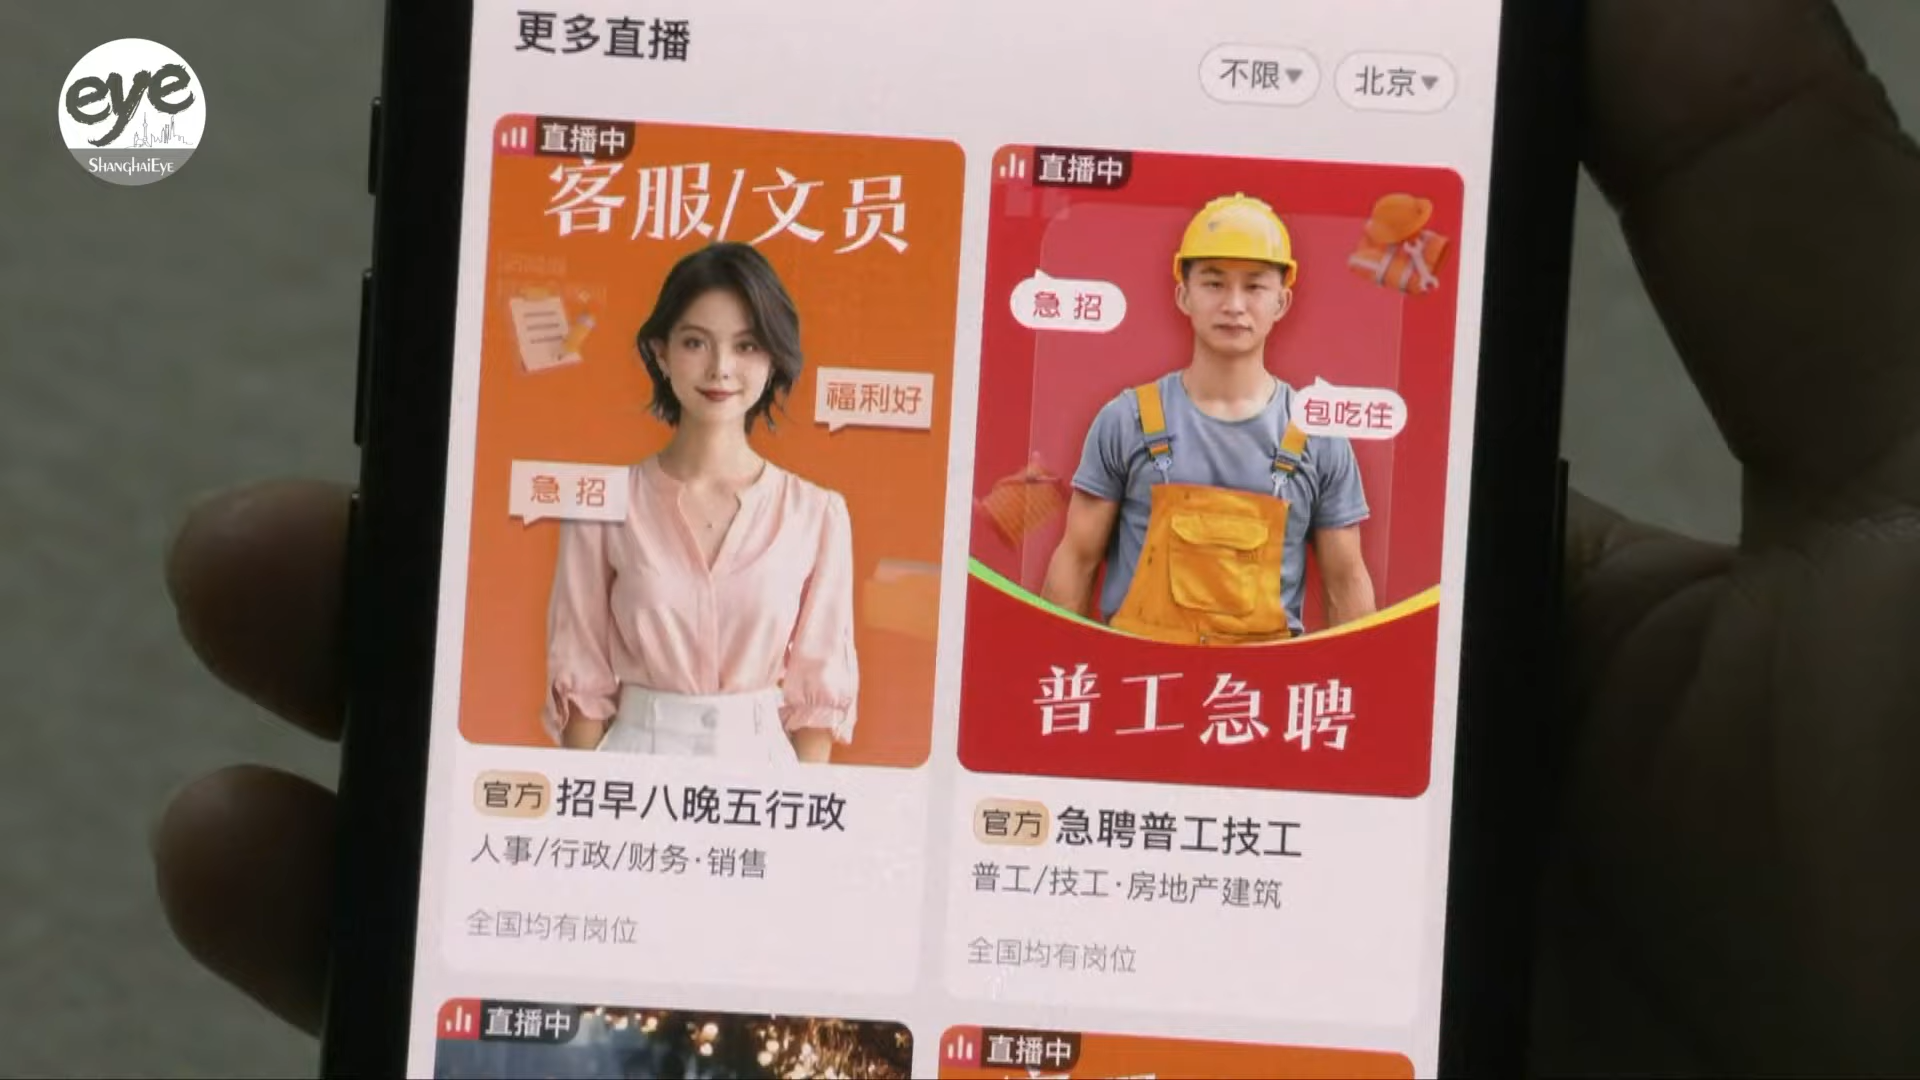 eye
SHANGHAIEYE
更多直播
不限
北京
直播中
客服/文员
福利好
急招
官方 招早八晚五行政
人事/行政/财务·销售
全国均有岗位
直播中
急招
包吃住
普工急聘
官方 急聘普工技工
普工/技工·房地产建筑
全国均有岗位
直播中
直播中